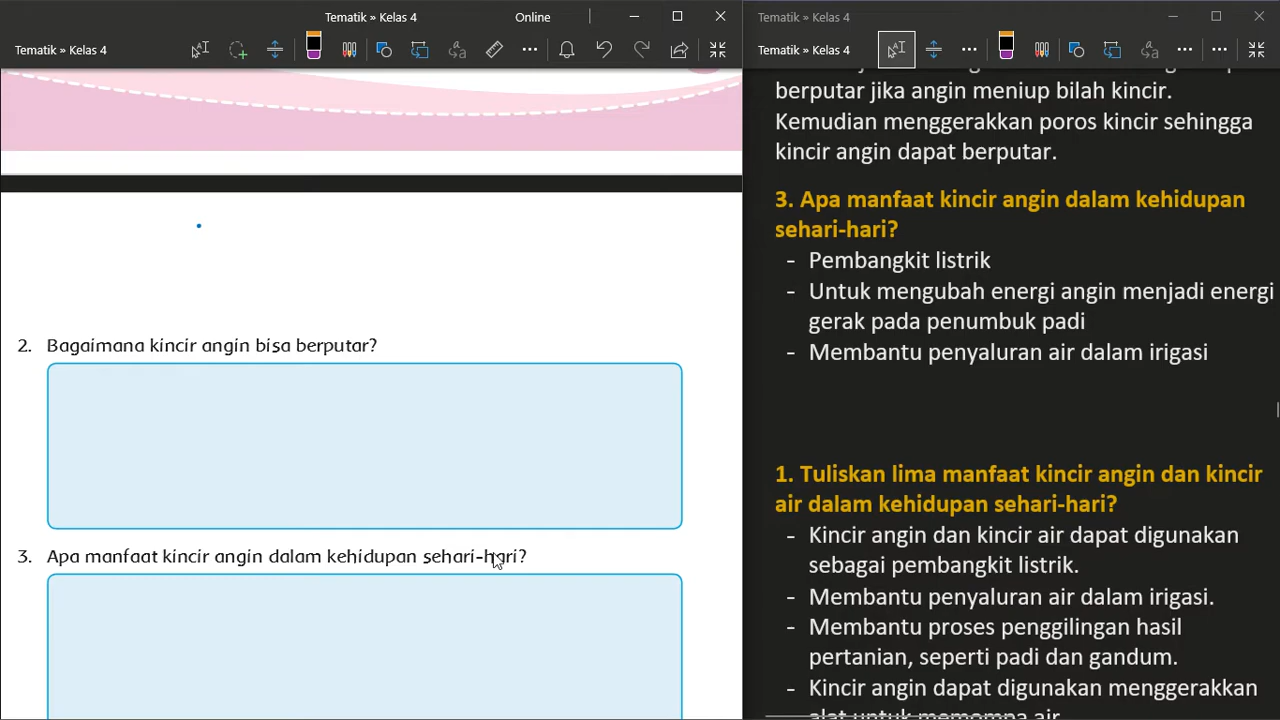 Tematik » Kelas 4
Online
Tematik » Kelas 4
2. Bagaimana kincir angin bisa berputar?
3. Apa manfaat kincir angin dalam kehidupan sehari-hari?
Tematik » Kelas 4
Tematik » Kelas 4
berputar jika angin meniup bilah kincir.
Kemudian menggerakkan poros kincir sehingga
kincir angin dapat berputar.
3. Apa manfaat kincir angin dalam kehidupan
sehari-hari?
- Pembangkit listrik
- Untuk mengubah energi angin menjadi energi
gerak pada penumbuk padi
- Membantu penyaluran air dalam irigasi
1. Tuliskan lima manfaat kincir angin dan kincir
air dalam kehidupan sehari-hari?
- Kincir angin dan kincir air dapat digunakan
sebagai pembangkit listrik.
- Membantu penyaluran air dalam irigasi.
- Membantu proses penggilingan hasil
pertanian, seperti padi dan gandum.
- Kincir angin dapat digunakan menggerakkan
alat untuk memompa air